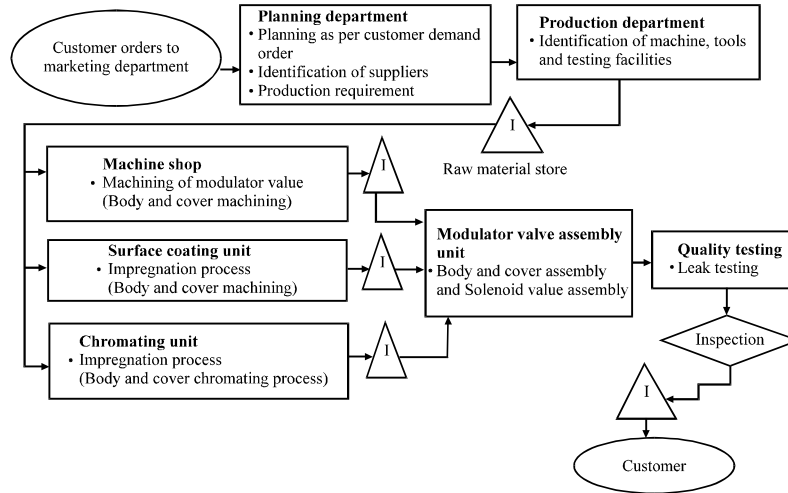 Customer orders to
marketing department
Planning department
• Planning as per customer demand
order
• Identification of suppliers
• Production requirement
Production department
• Identification of machine, tools
and testing facilities
I
Raw material store
Machine shop
• Machining of modulator value
(Body and cover machining)
I
Surface coating unit
• Impregnation process
(Body and cover machining)
I
Chromating unit
• Impregnation process
(Body and cover chromating process)
I
Modulator valve assembly
unit
• Body and cover assembly
and Solenoid value assembly
Quality testing
• Leak testing
Inspection
I
Customer